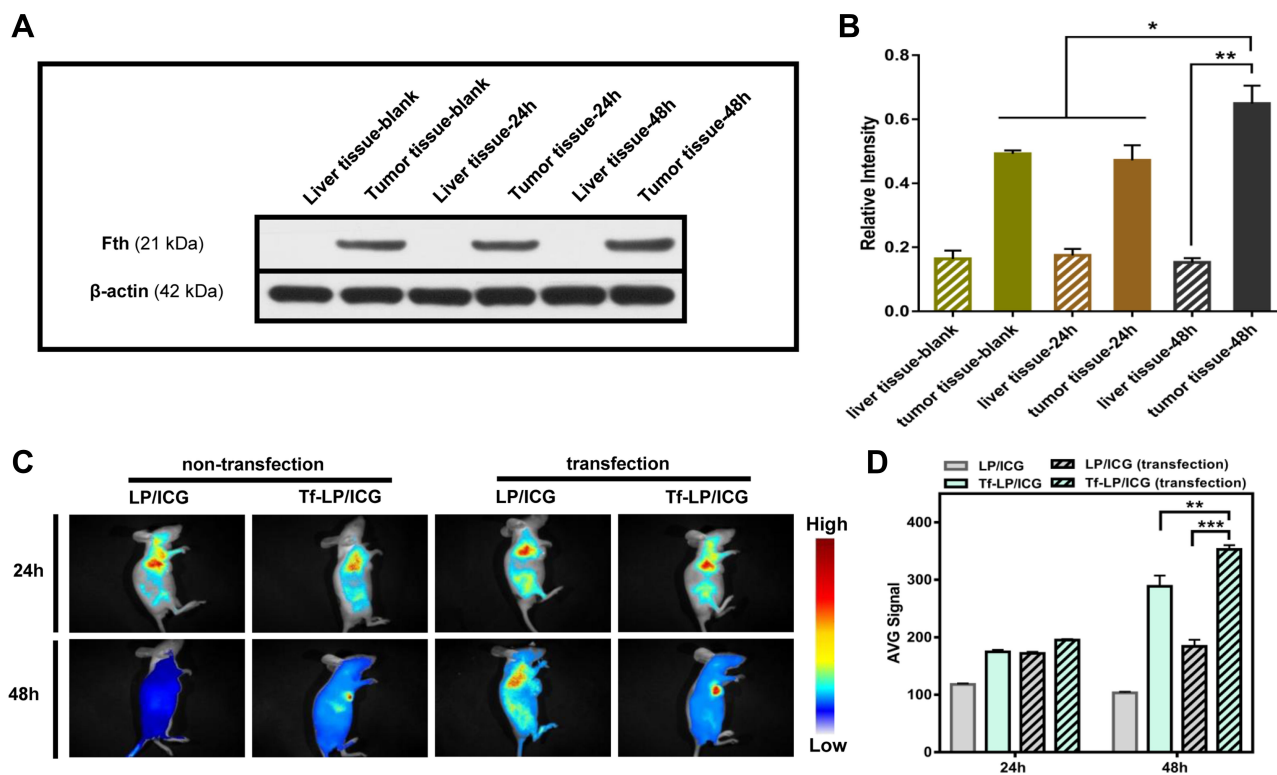 A
Liver tissue-blank
Tumor tissue-blank
Liver tissue-24h
Tumor tissue-24h
Liver tissue-48h
Tumor tissue-48h
Fth (21 kDa)
β-actin (42 kDa)
B
*
**
Relative Intensity
0.8
0.6
0.4
0.2
0.0
liver tissue-blank
tumor tissue-blank
liver tissue-24h
tumor tissue-24h
liver tissue-48h
tumor tissue-48h
C
non-transfection
transfection
LP/ICG
Tf-LP/ICG
LP/ICG
Tf-LP/ICG
24h
48h
High
Low
D
LP/ICG
LP/ICG (transfection)
Tf-LP/ICG
Tf-LP/ICG (transfection)
**
***
AVG Signal
400
300
200
100
0
24h
48h